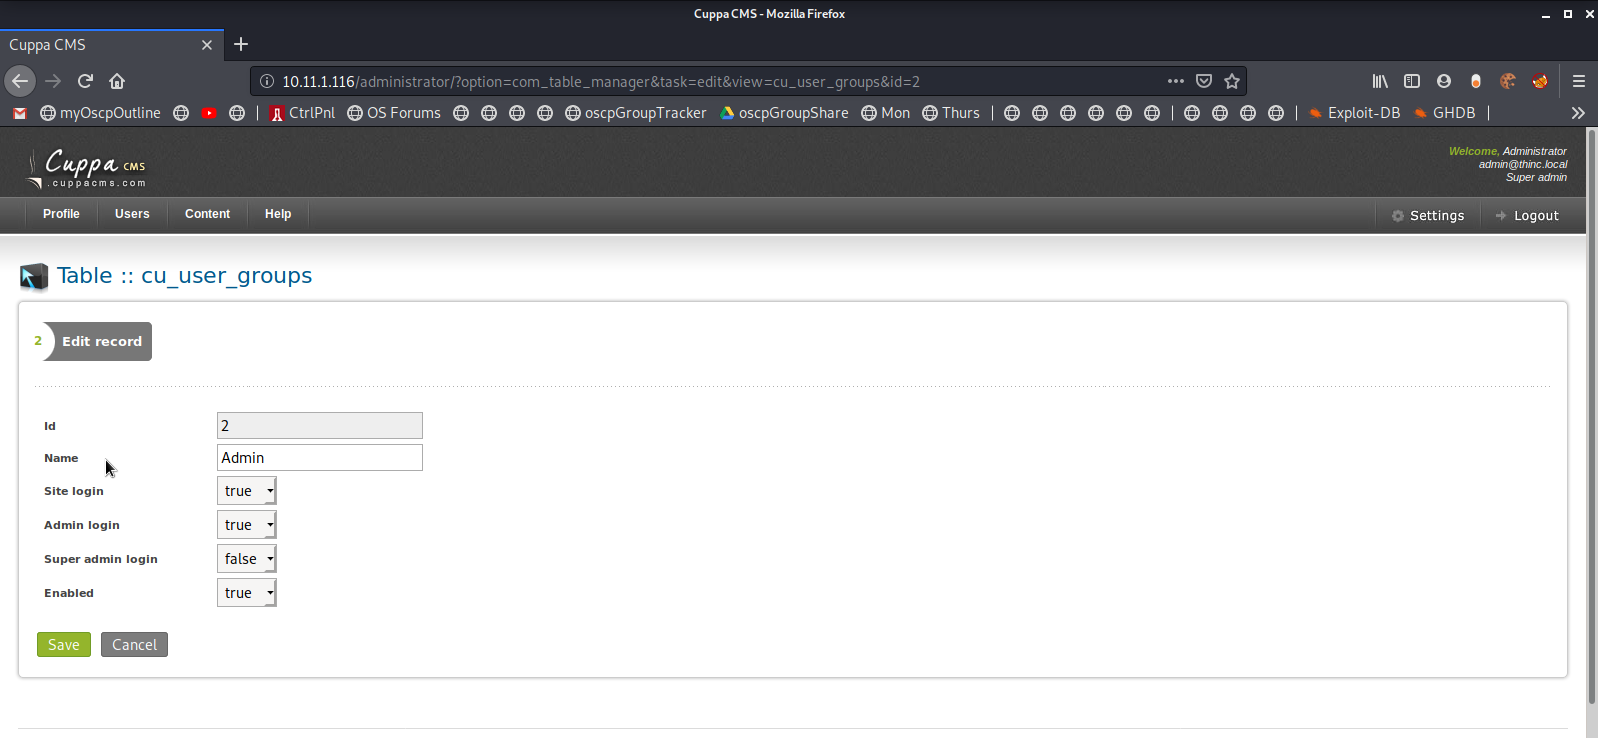 Cuppa CMS - Mozilla Firefox
Cuppa CMS
10.11.1.116/administrator/?option=com_table_manager&task=edit&view=cu_user_groups&id=2
myOscpOutline CtrlPnl OS Forums oscpGroupTracker oscpGroupShare Mon Thurs Exploit-DB GHDB
Cuppa CMS
.cuppacms.com
Welcome, Administrator
admin@thinc.local
Super admin
Profile Users Content Help Settings Logout
Table :: cu_user_groups
2 Edit record
Id 2
Name Admin
Site login true
Admin login true
Super admin login false
Enabled true
Save Cancel